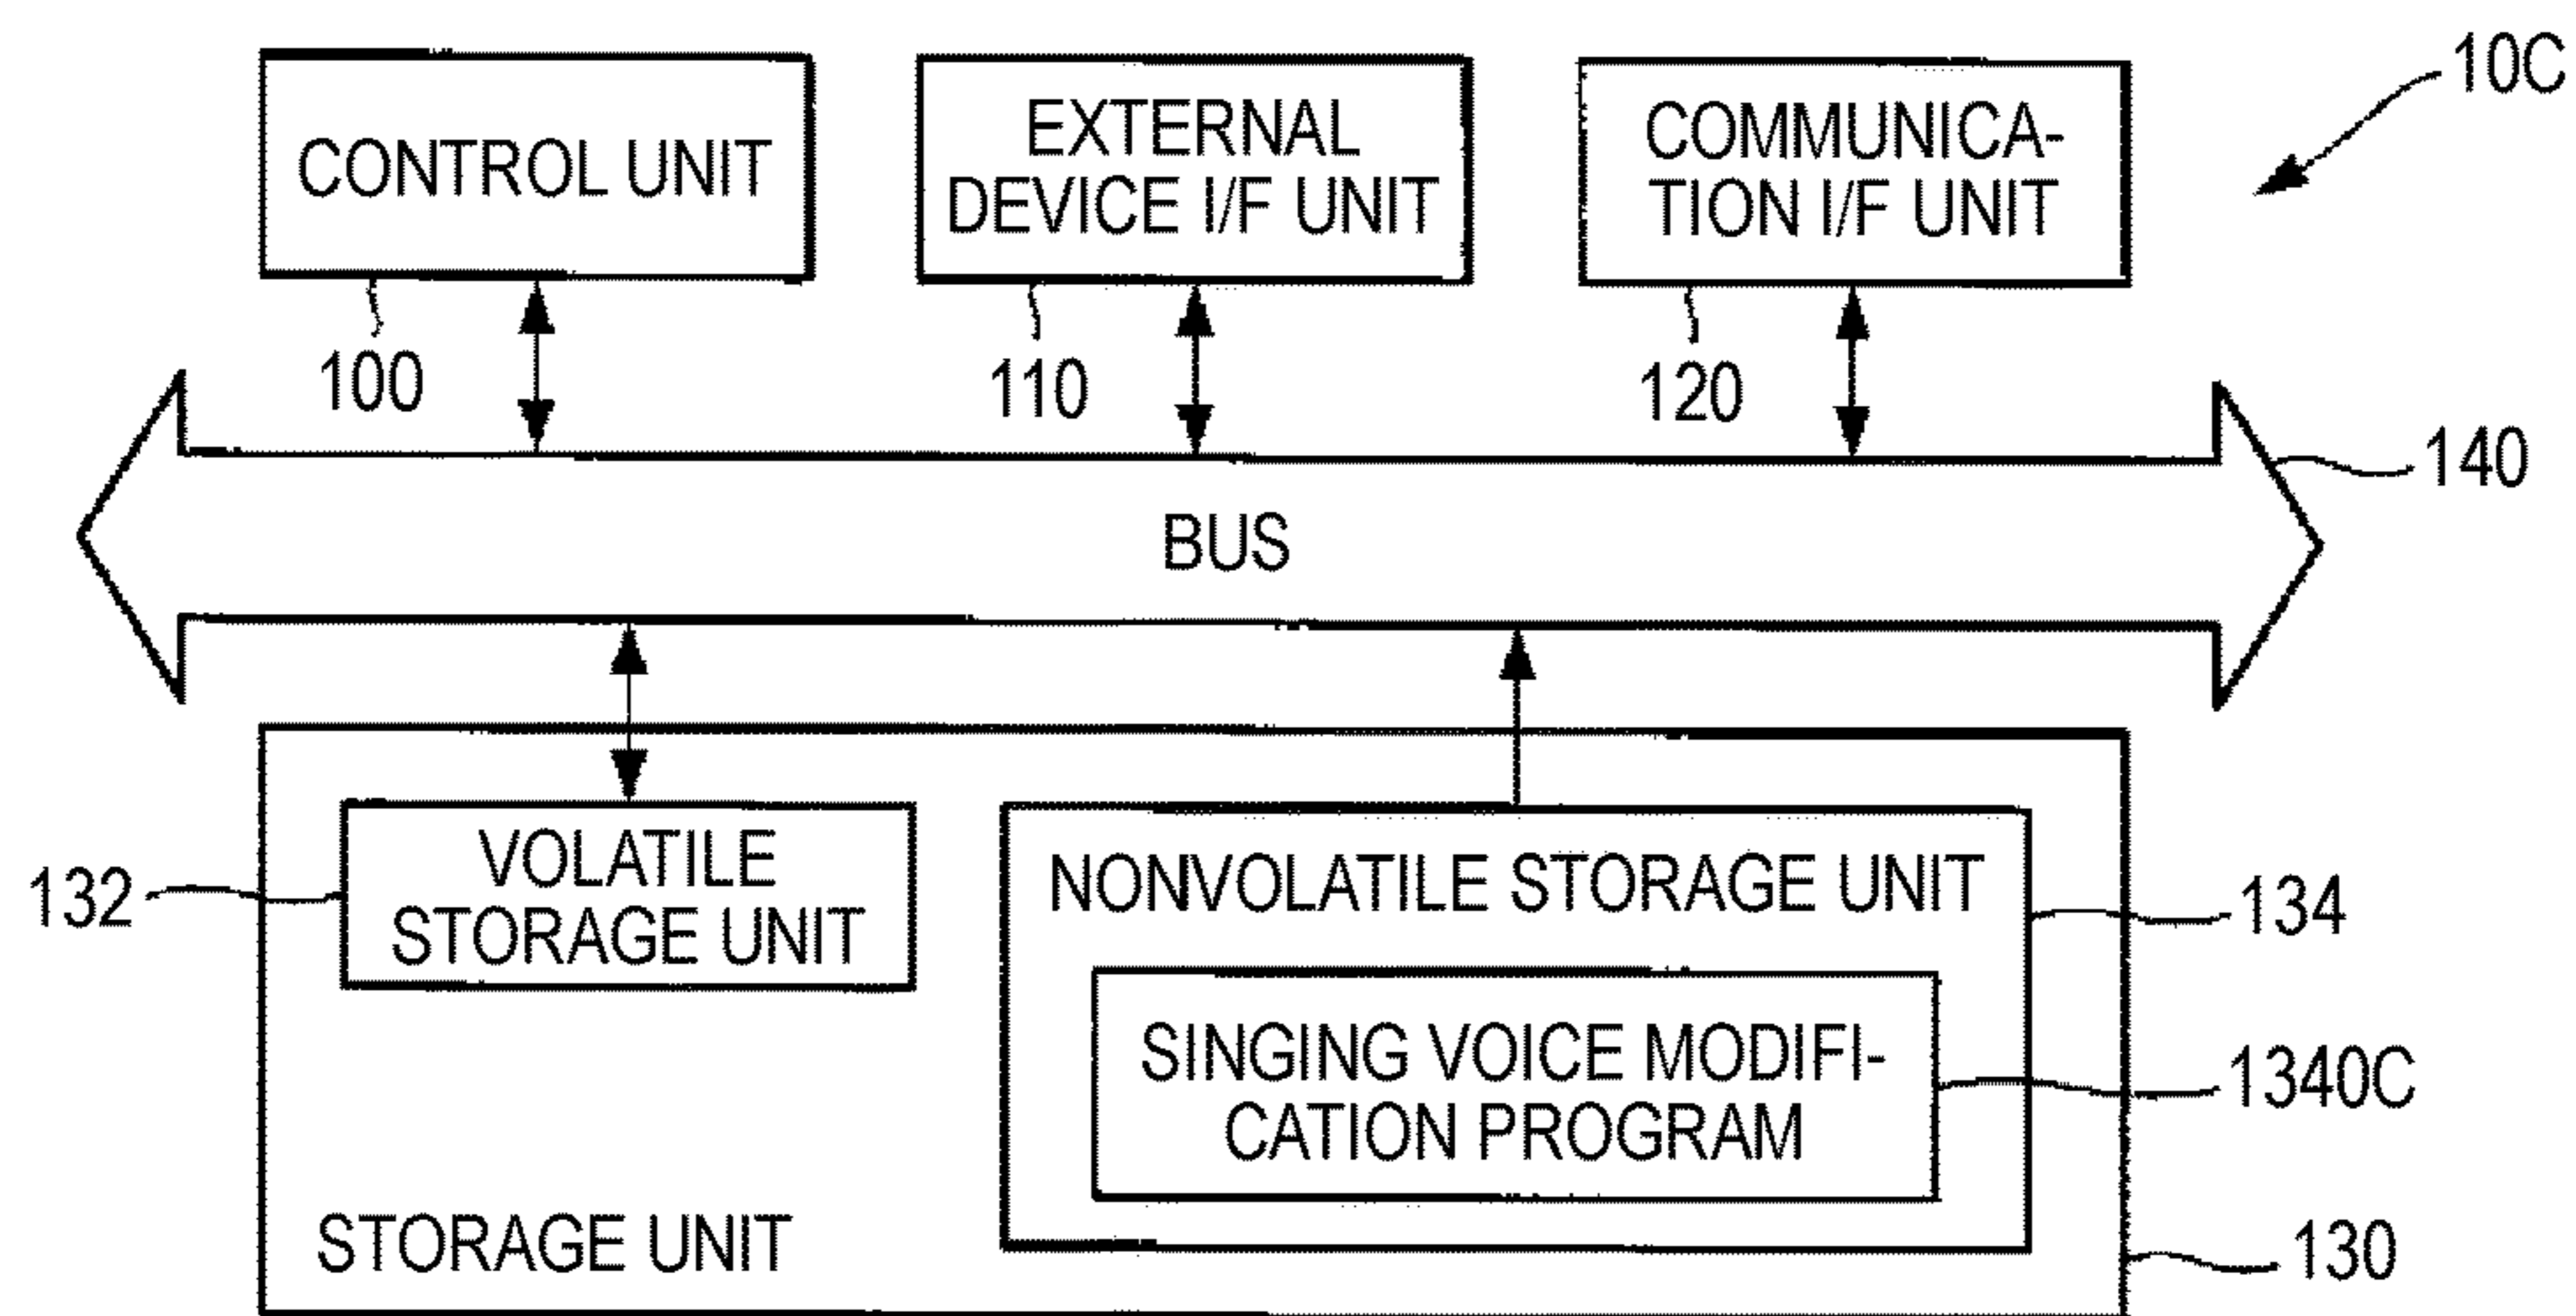 10C
CONTROL UNIT
EXTERNAL
DEVICE I/F UNIT
COMMUNICA-
TION I/F UNIT
100
110
120
140
BUS
132
VOLATILE
STORAGE UNIT
NONVOLATILE STORAGE UNIT
134
SINGING VOICE MODIFI-
CATION PROGRAM
1340C
STORAGE UNIT
130